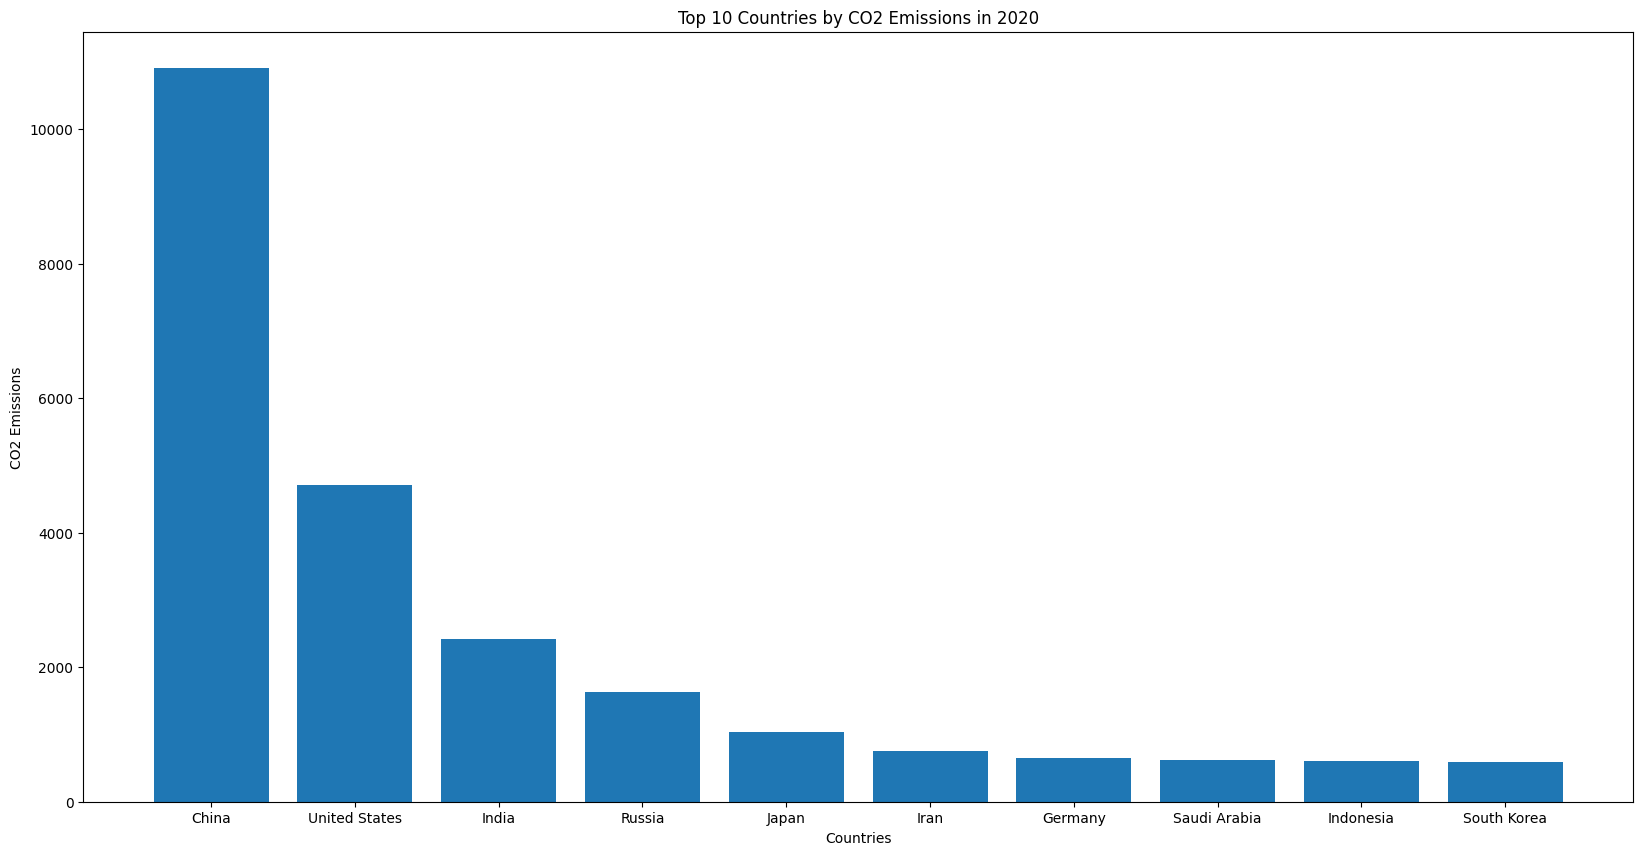 Top 10 Countries by CO2 Emissions in 2020
CO2 Emissions
10000
8000
6000
4000
2000
0
China United States India Russia Japan Iran Germany Saudi Arabia Indonesia South Korea
Countries